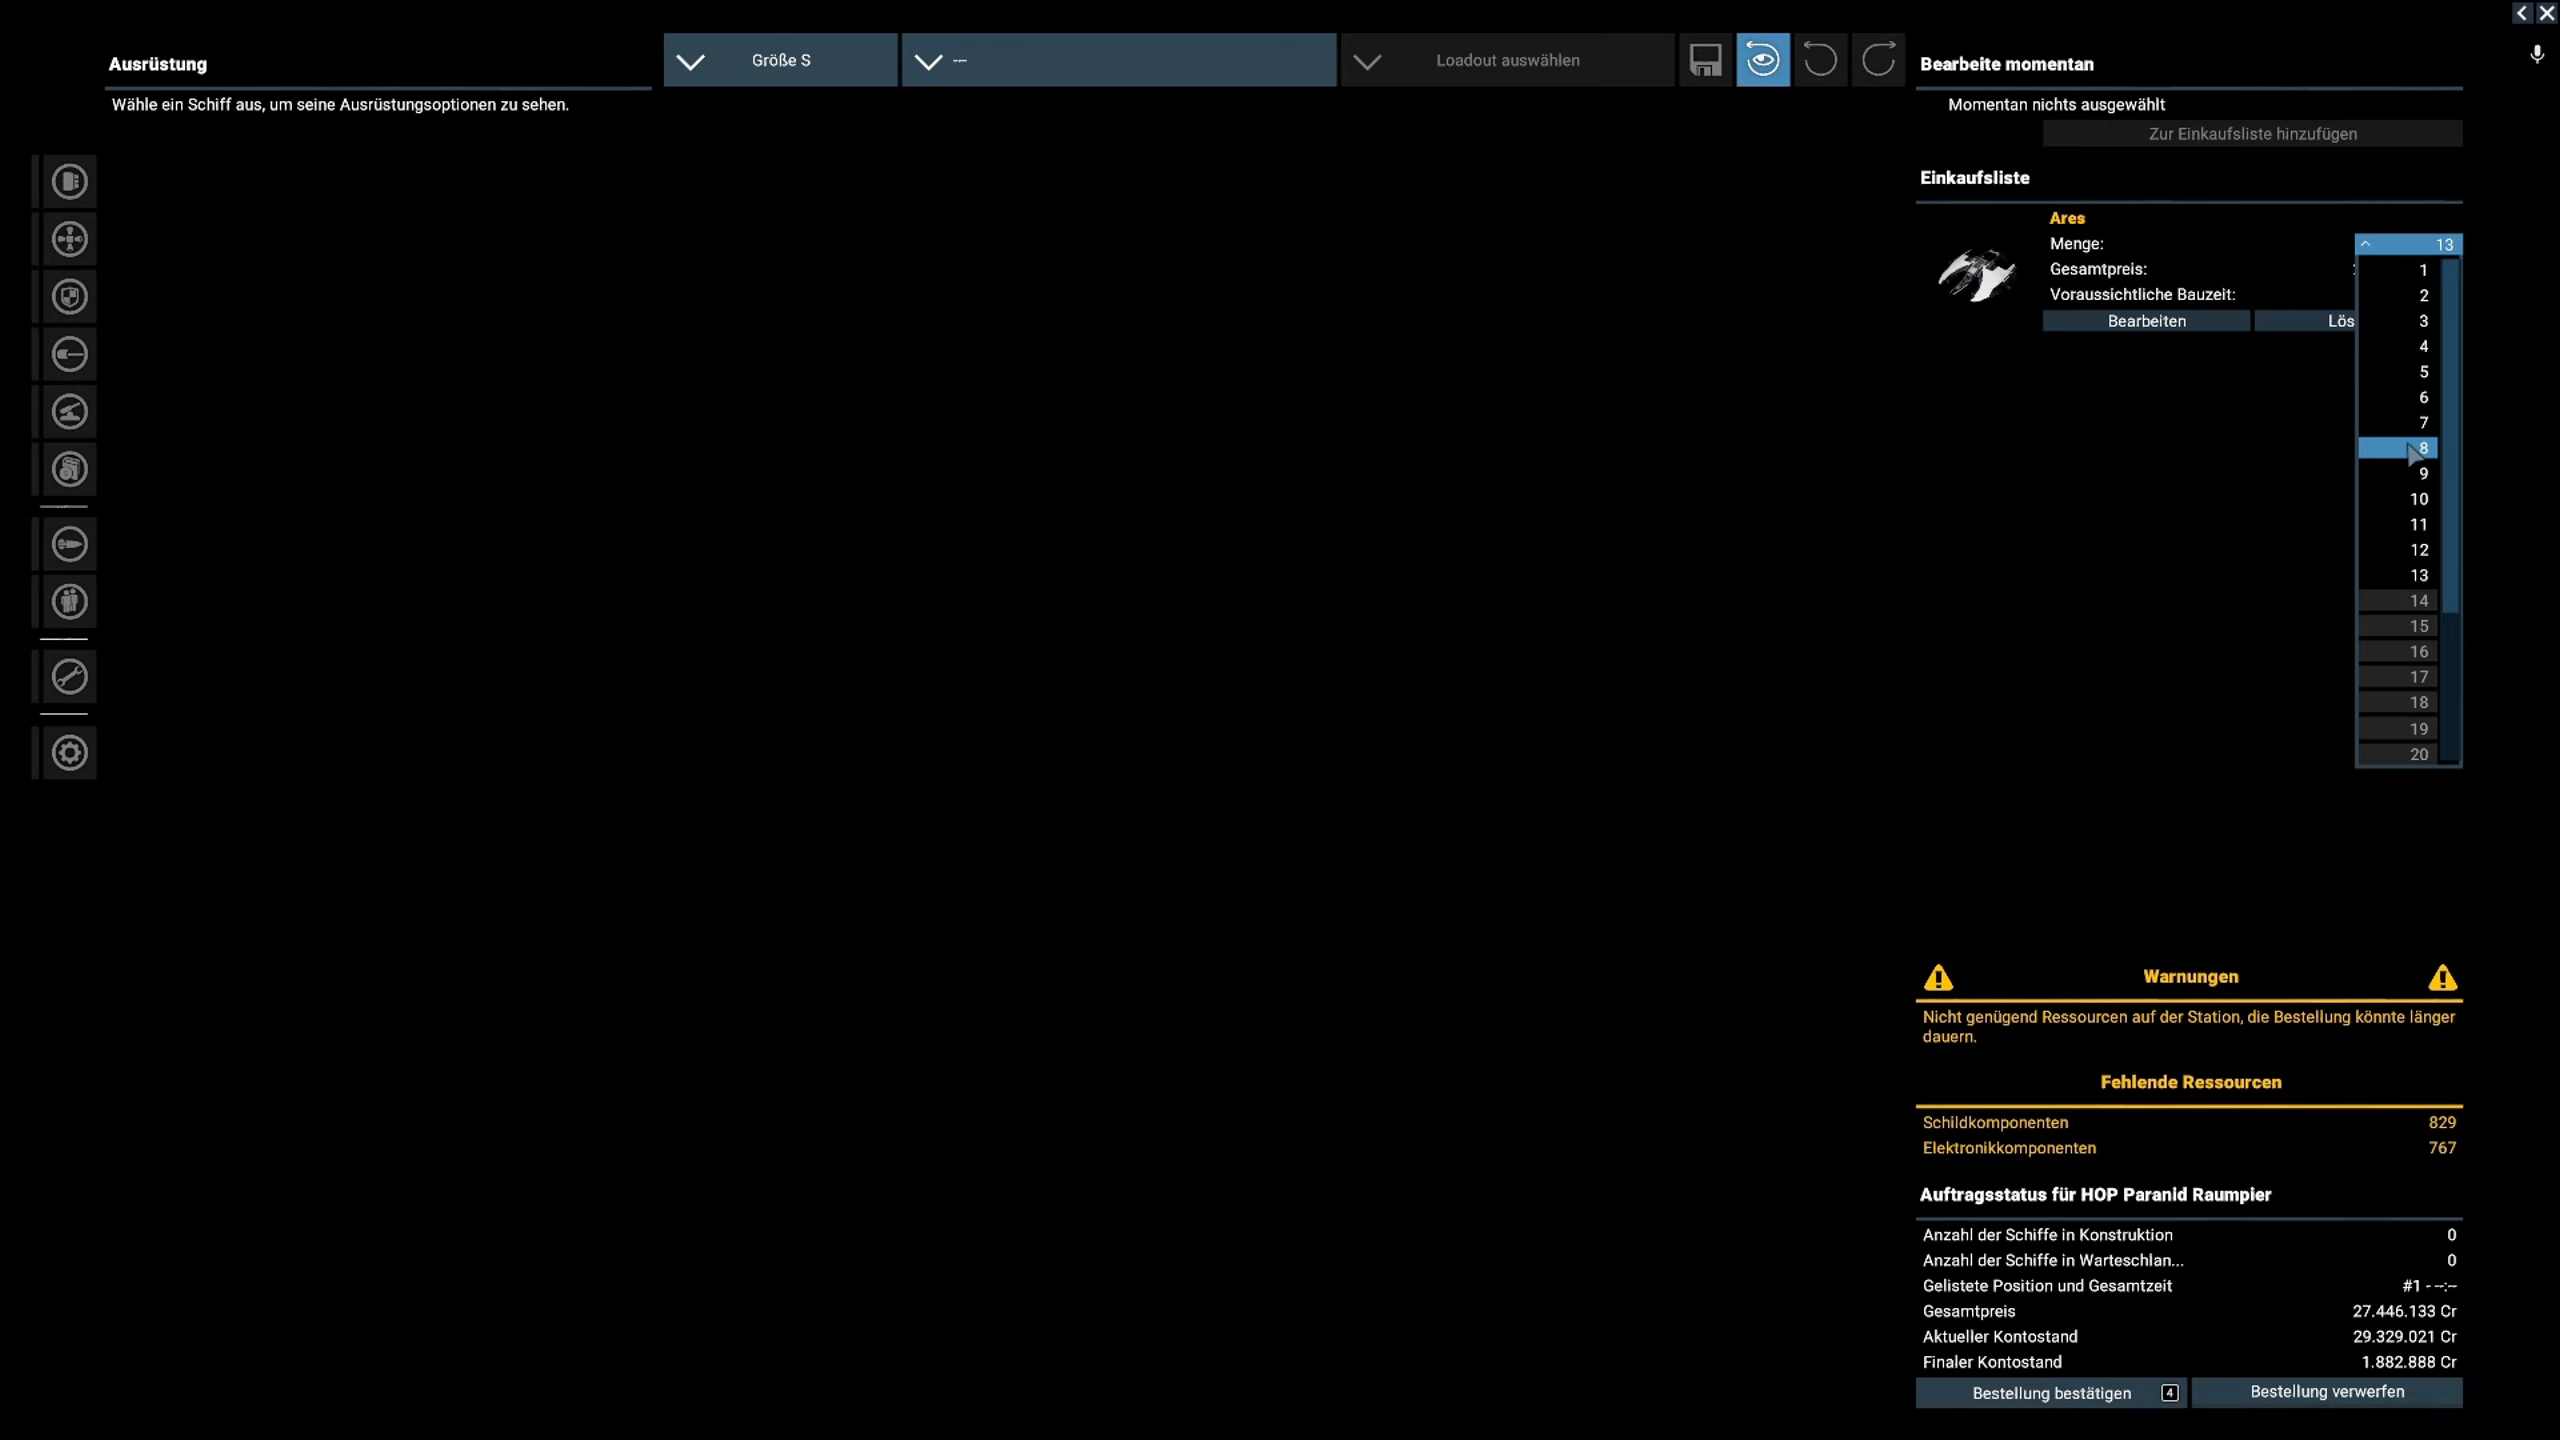 Ausrüstung
Wähle ein Schiff aus, um seine Ausrüstungsoptionen zu sehen.
Größe S
--
Loadout auswählen
Bearbeite momentan
Momentan nichts ausgewählt
Zur Einkaufsliste hinzufügen
Einkaufsliste
Ares
Menge:
13
Gesamtpreis:
Voraussichtliche Bauzeit:
Bearbeiten
Lös
1
2
3
4
5
6
7
8
9
10
11
12
13
14
15
16
17
18
19
20
Warnungen
Nicht genügend Ressourcen auf der Station, die Bestellung könnte länger
dauern.
Fehlende Ressourcen
Schildkomponenten 829
Elektronikkomponenten 767
Auftragsstatus für HOP Paranid Raumpier
Anzahl der Schiffe in Konstruktion 0
Anzahl der Schiffe in Warteschlan... 0
Gelistete Position und Gesamtzeit #1 - --:--
Gesamtpreis 27.446.133 Cr
Aktueller Kontostand 29.329.021 Cr
Finaler Kontostand 1.882.888 Cr
Bestellung bestätigen 4
Bestellung verwerfen